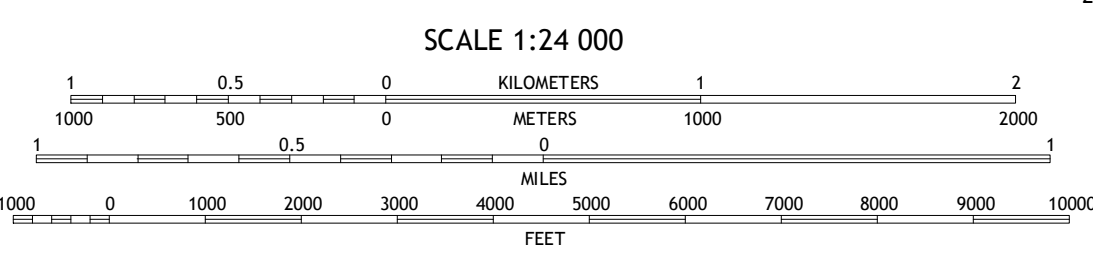 SCALE 1:24 000
1 0.5 0 KILOMETERS 1 2
1000 500 0 METERS 1000 2000
1 0.5 0 1
MILES
1000 0 1000 2000 3000 4000 5000 6000 7000 8000 9000 10000
FEET